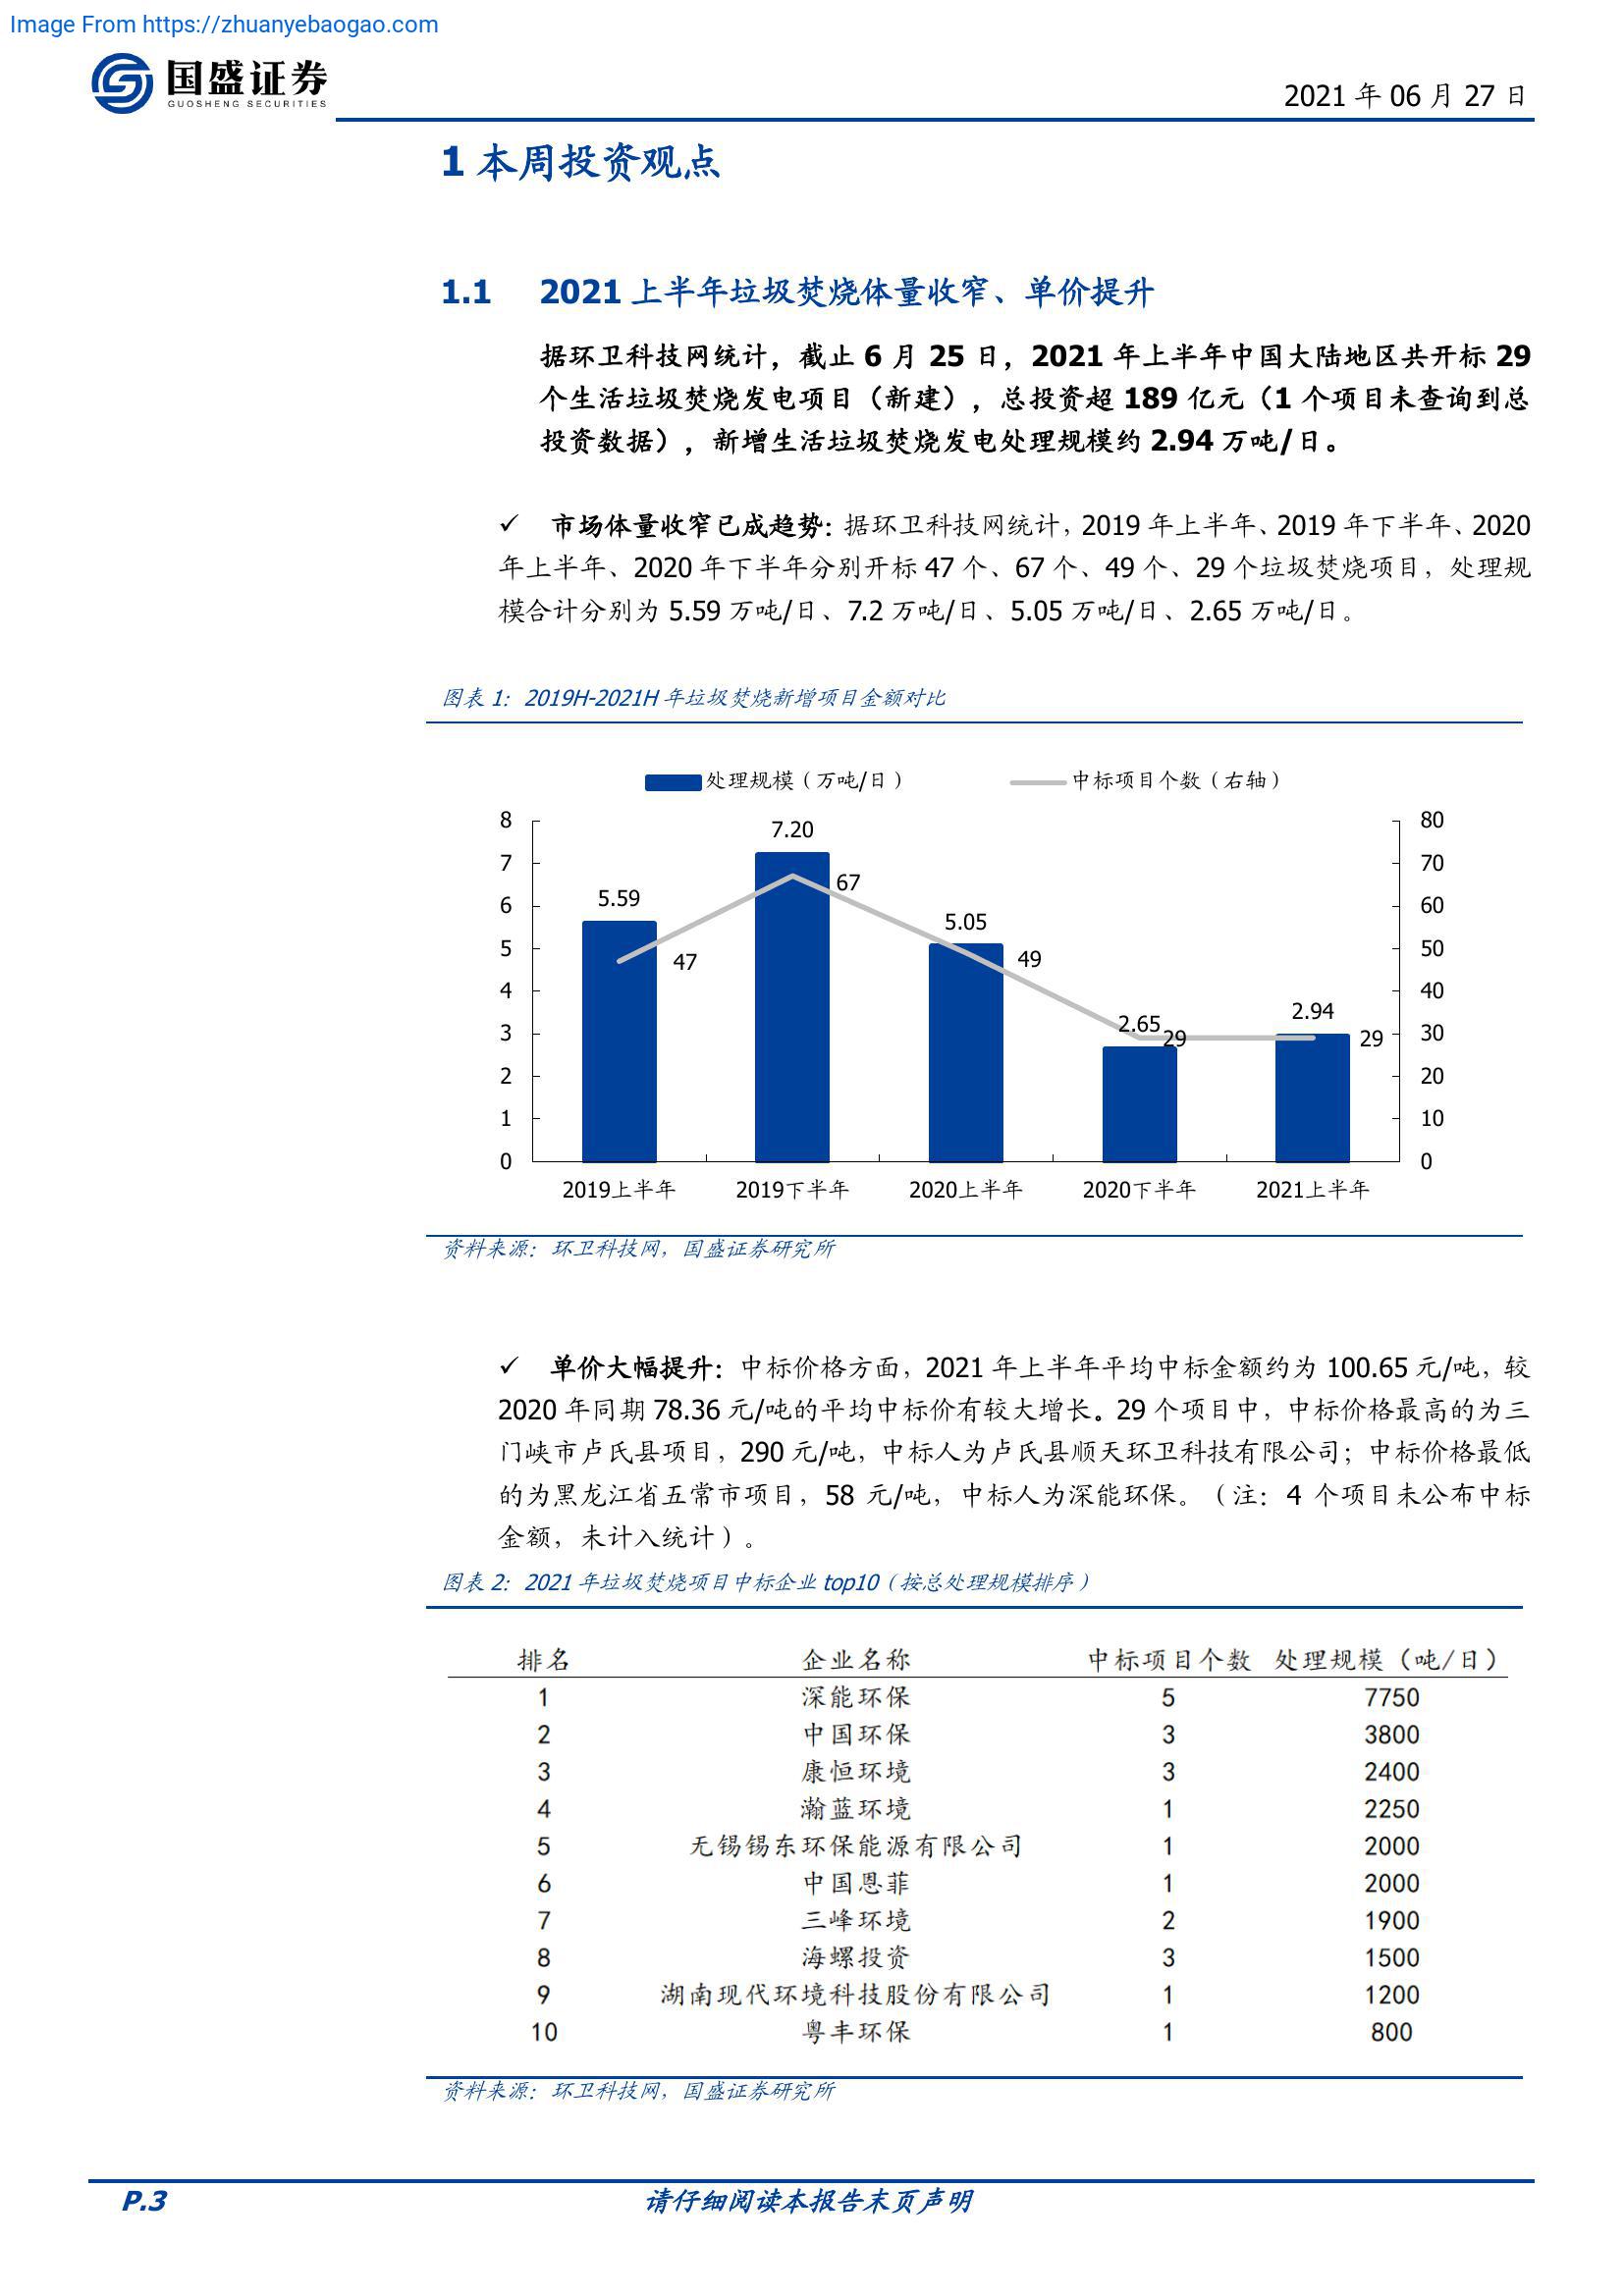 Image From https://zhuanyebaogao.com
国盛证券
GUOSHENG SECURITIES
2021 年 06 月 27 日
1 本周投资观点
1.1 2021 上半年垃圾焚烧体量收窄、单价提升
据环卫科技网统计，截止 6 月 25 日，2021 年上半年中国大陆地区共开标 29
个生活垃圾焚烧发电项目（新建），总投资超 189 亿元（1 个项目未查询到总
投资数据），新增生活垃圾焚烧发电处理规模约 2.94 万吨/日。
✓ 市场体量收窄已成趋势：据环卫科技网统计，2019 年上半年、2019 年下半年、2020
年上半年、2020 年下半年分别开标 47 个、67 个、49 个、29 个垃圾焚烧项目，处理规
模合计分别为 5.59 万吨/日、7.2 万吨/日、5.05 万吨/日、2.65 万吨/日。
图表 1：2019H-2021H 年垃圾焚烧新增项目金额对比
处理规模（万吨/日） 中标项目个数（右轴）
8 7 6 5 4 3 2 1 0
5.59 7.20 5.05 2.65 2.94
47 67 49 29 29
80 70 60 50 40 30 20 10 0
2019上半年 2019下半年 2020上半年 2020下半年 2021上半年
资料来源：环卫科技网，国盛证券研究所
✓ 单价大幅提升：中标价格方面，2021 年上半年平均中标金额约为 100.65 元/吨，较
2020 年同期 78.36 元/吨的平均中标价有较大增长。29 个项目中，中标价格最高的为三
门峡市卢氏县项目，290 元/吨，中标人为卢氏县顺天环卫科技有限公司；中标价格最低
的为黑龙江省五常市项目，58 元/吨，中标人为深能环保。（注：4 个项目未公布中标
金额，未计入统计）。
图表 2：2021 年垃圾焚烧项目中标企业 top10（按总处理规模排序）
排名 企业名称 中标项目个数 处理规模（吨/日）
1 深能环保 5 7750
2 中国环保 3 3800
3 康恒环境 3 2400
4 瀚蓝环境 1 2250
5 无锡锡东环保能源有限公司 1 2000
6 中国恩菲 1 2000
7 三峰环境 2 1900
8 海螺投资 3 1500
9 湖南现代环境科技股份有限公司 1 1200
10 粤丰环保 1 800
资料来源：环卫科技网，国盛证券研究所
P.3 请仔细阅读本报告末页声明